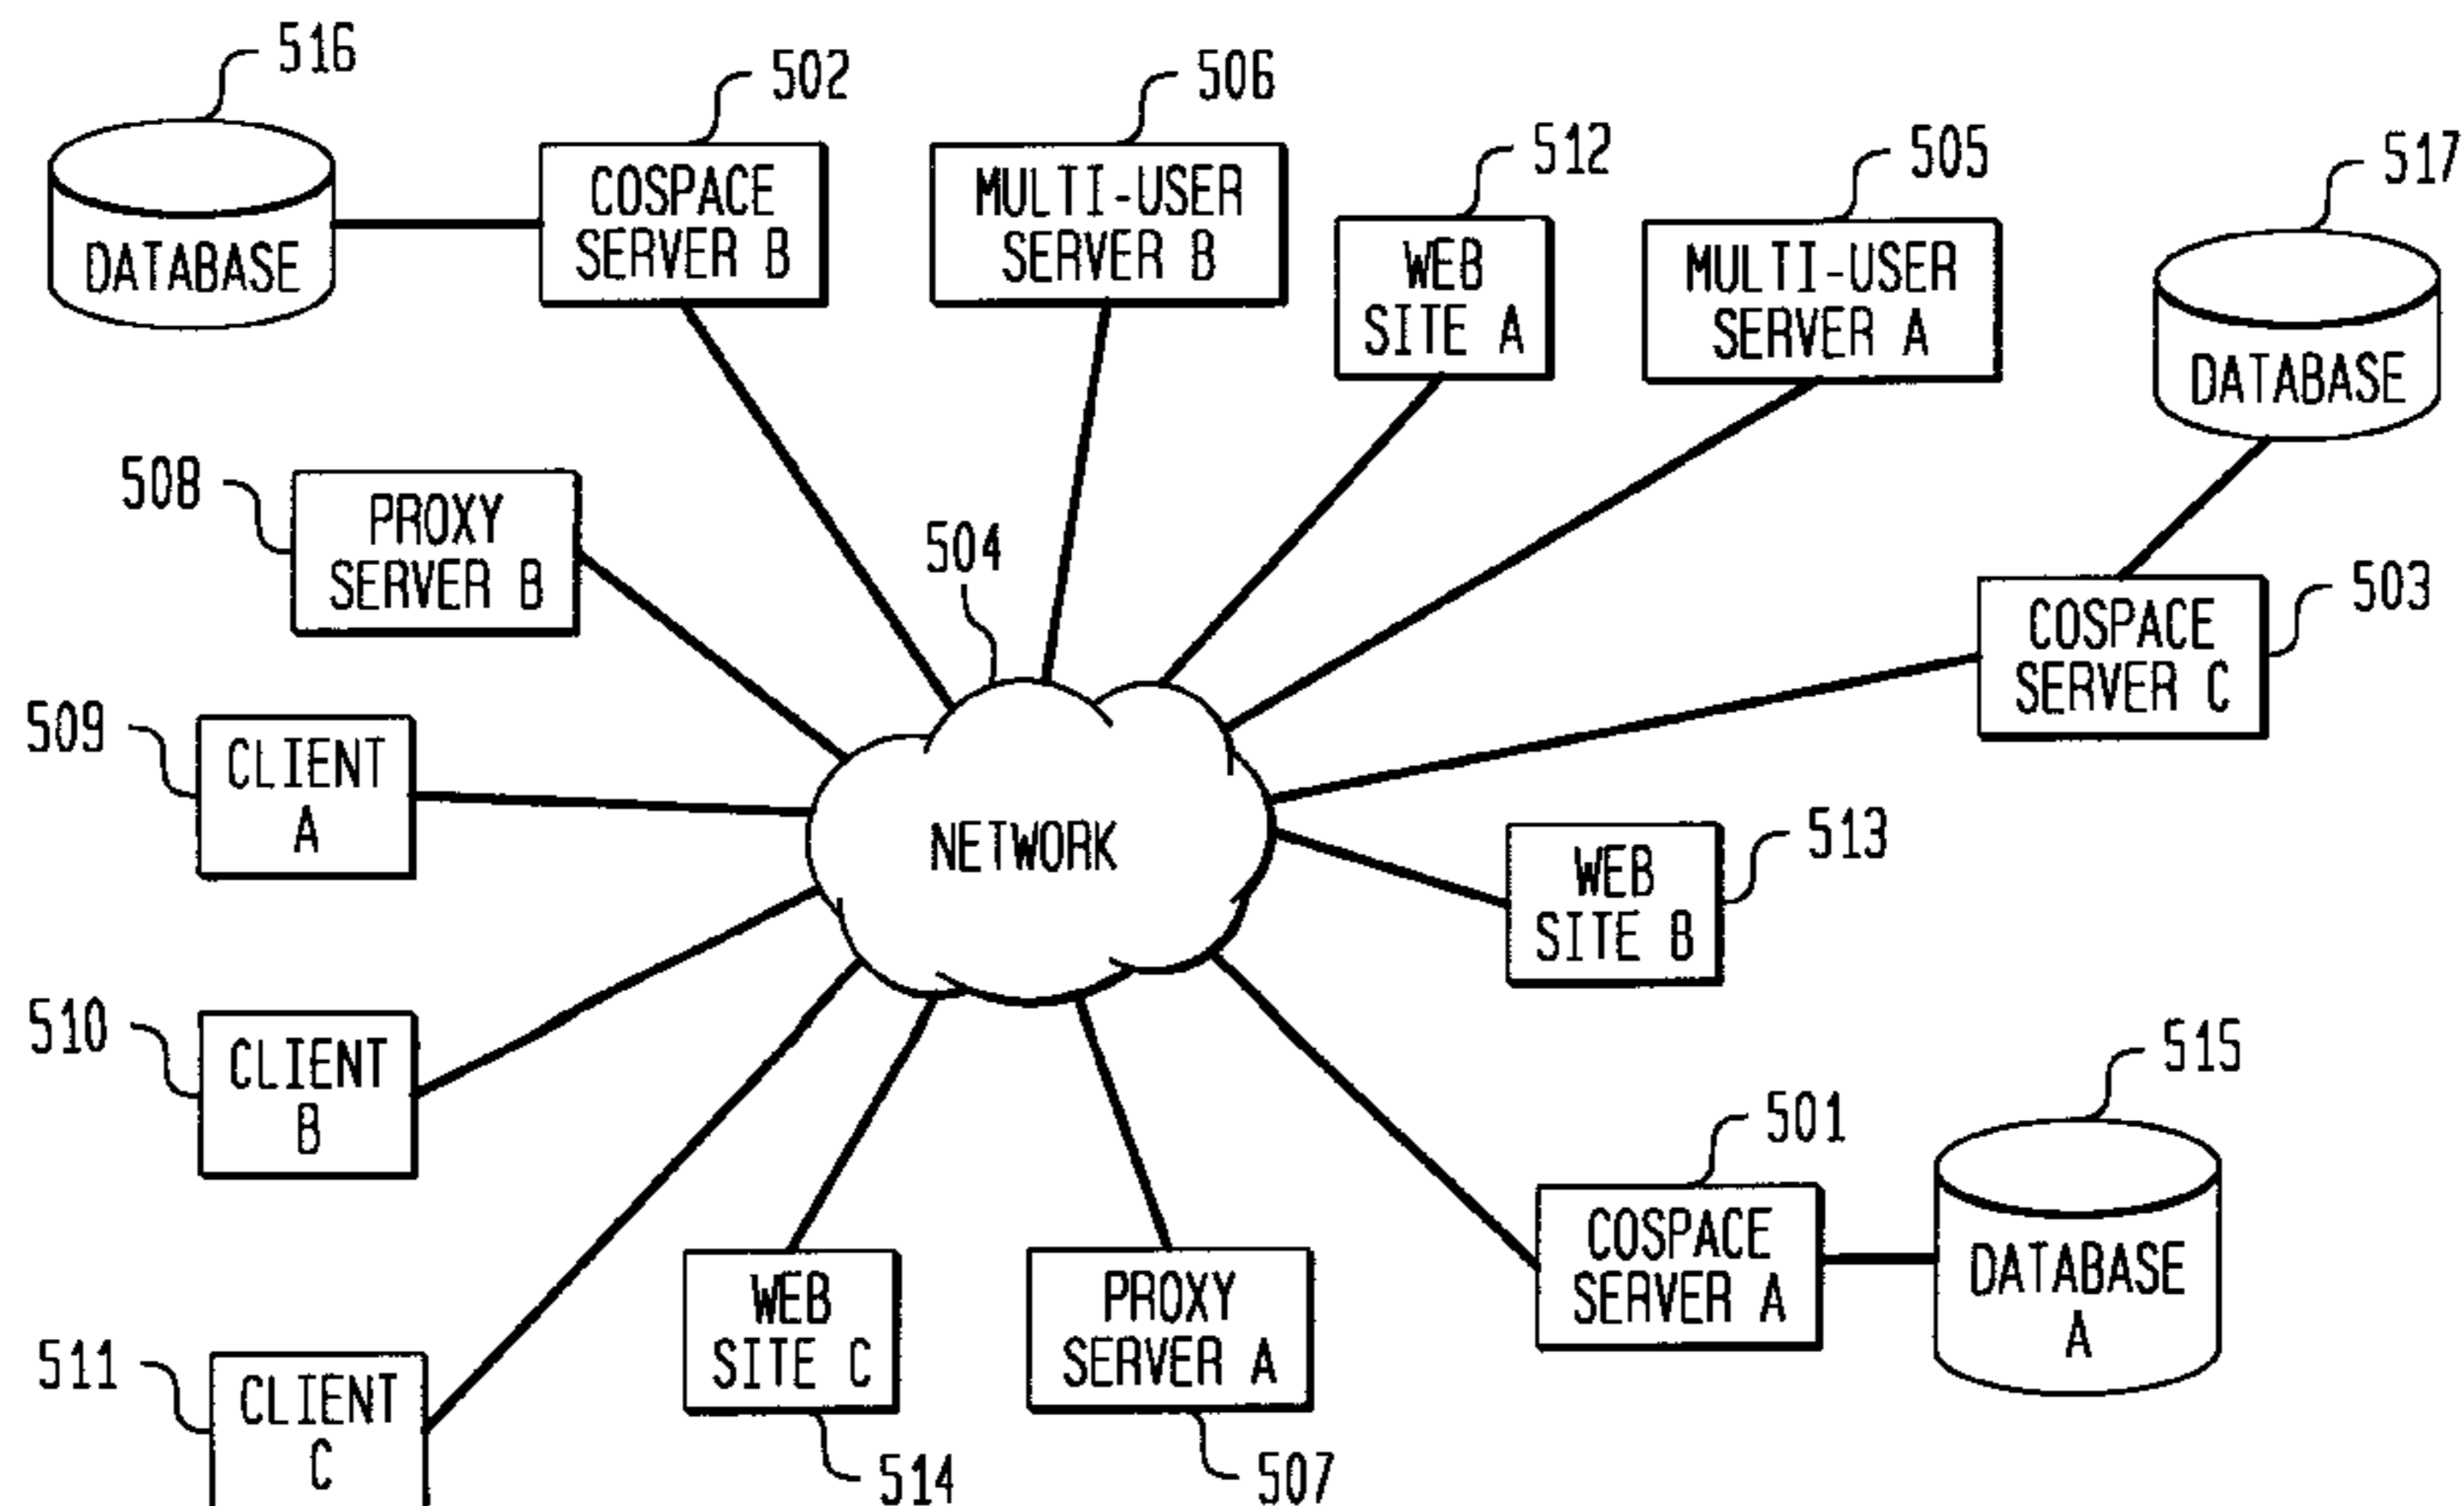 516
502
506
512
505
517
DATABASE
COSPACE
SERVER B
MULTI-USER
SERVER B
WEB
SITE A
MULTI-USER
SERVER A
DATABASE
508
PROXY
SERVER B
504
COSPACE
SERVER C
503
509
CLIENT
A
NETWORK
WEB
SITE B
513
510
CLIENT
B
501
515
COSPACE
SERVER A
DATABASE
A
511
CLIENT
C
WEB
SITE C
514
PROXY
SERVER A
507